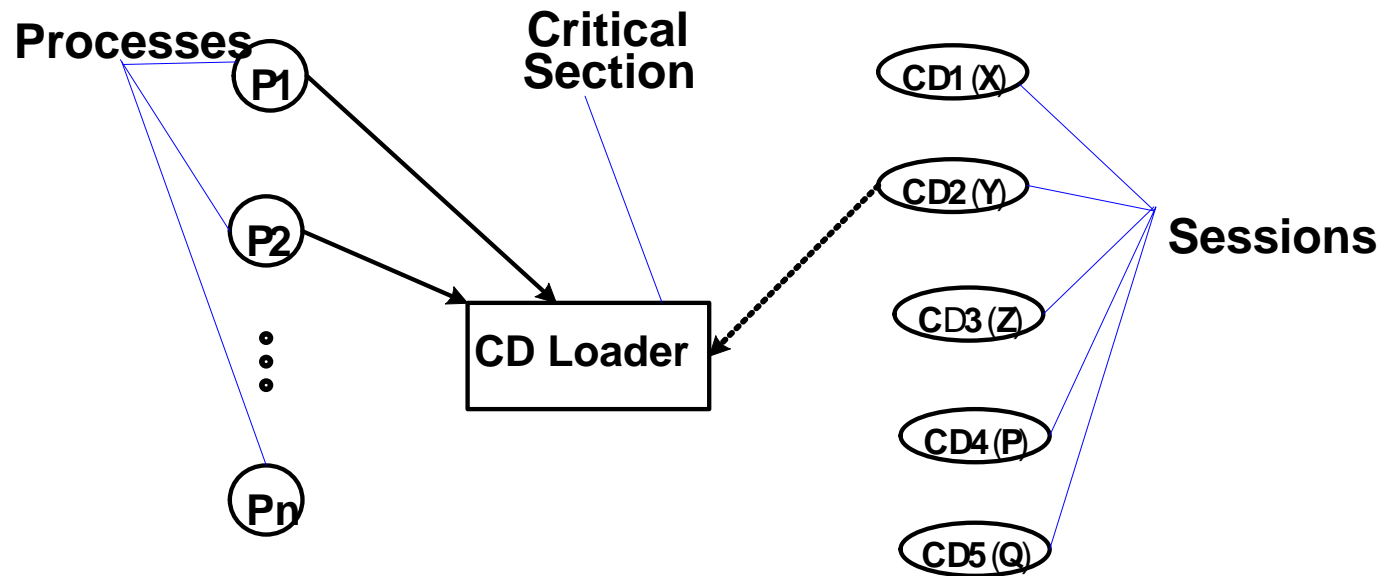 Processes
P1
P2
Pn
Critical
Section
CD Loader
CD1 (X)
CD2 (Y)
CD3 (Z)
CD4 (P)
CD5 (Q)
Sessions